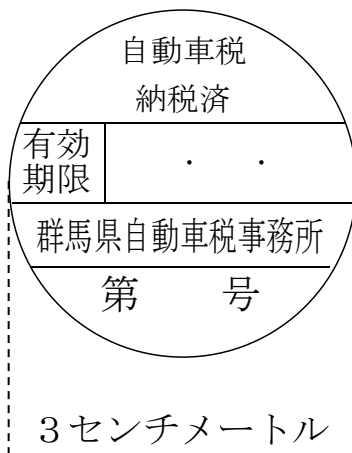 自動車税
納税済
有効
期限
・ ・
群馬県自動車税事務所
第 号
3センチメートル